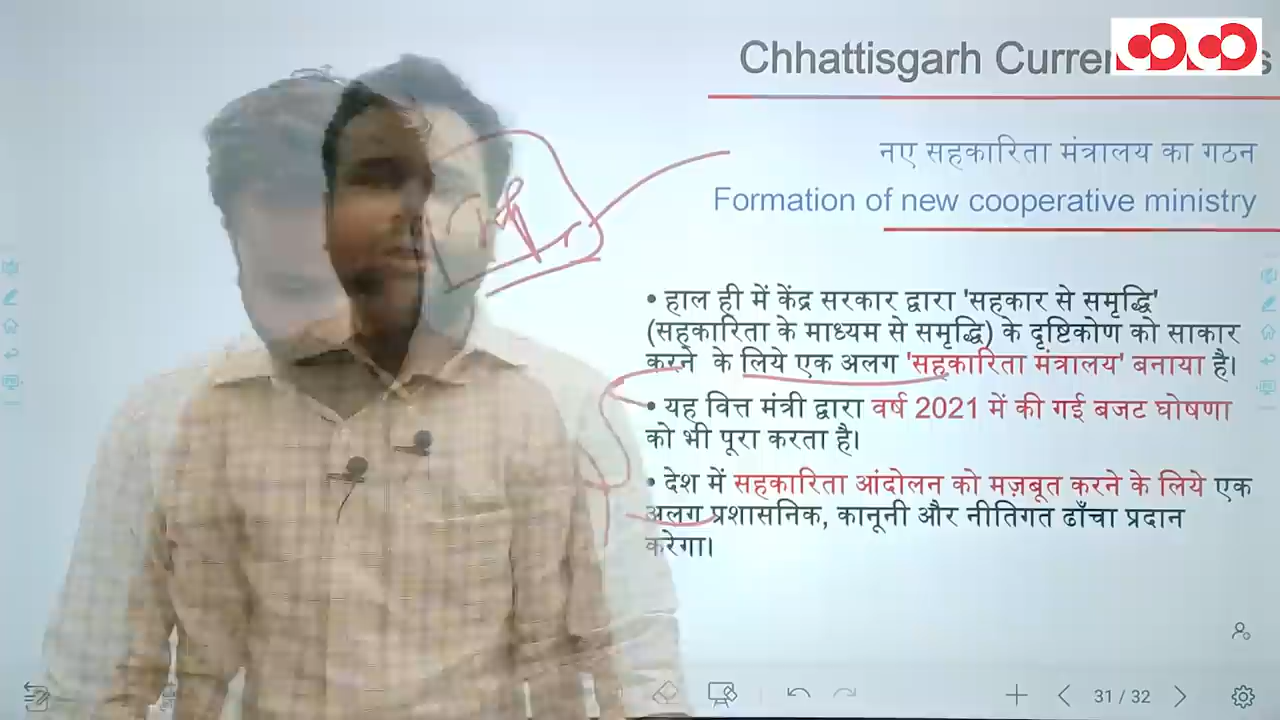 Chhattisgarh Curren
नए सहकारिता मंत्रालय का गठन
Formation of new cooperative ministry
• हाल ही में केंद्र सरकार द्वारा 'सहकार से समृद्धि'
(सहकारिता के माध्यम से समृद्धि) के दृष्टिकोण को साकार
करने के लिये एक अलग 'सहकारिता मंत्रालय' बनाया है।
• यह वित्त मंत्री द्वारा वर्ष 2021 में की गई बजट घोषणा
को भी पूरा करता है।
• देश में सहकारिता आंदोलन को मज़बूत करने के लिये एक
अलग प्रशासनिक, कानूनी और नीतिगत ढाँचा प्रदान
करेगा।
31 / 32